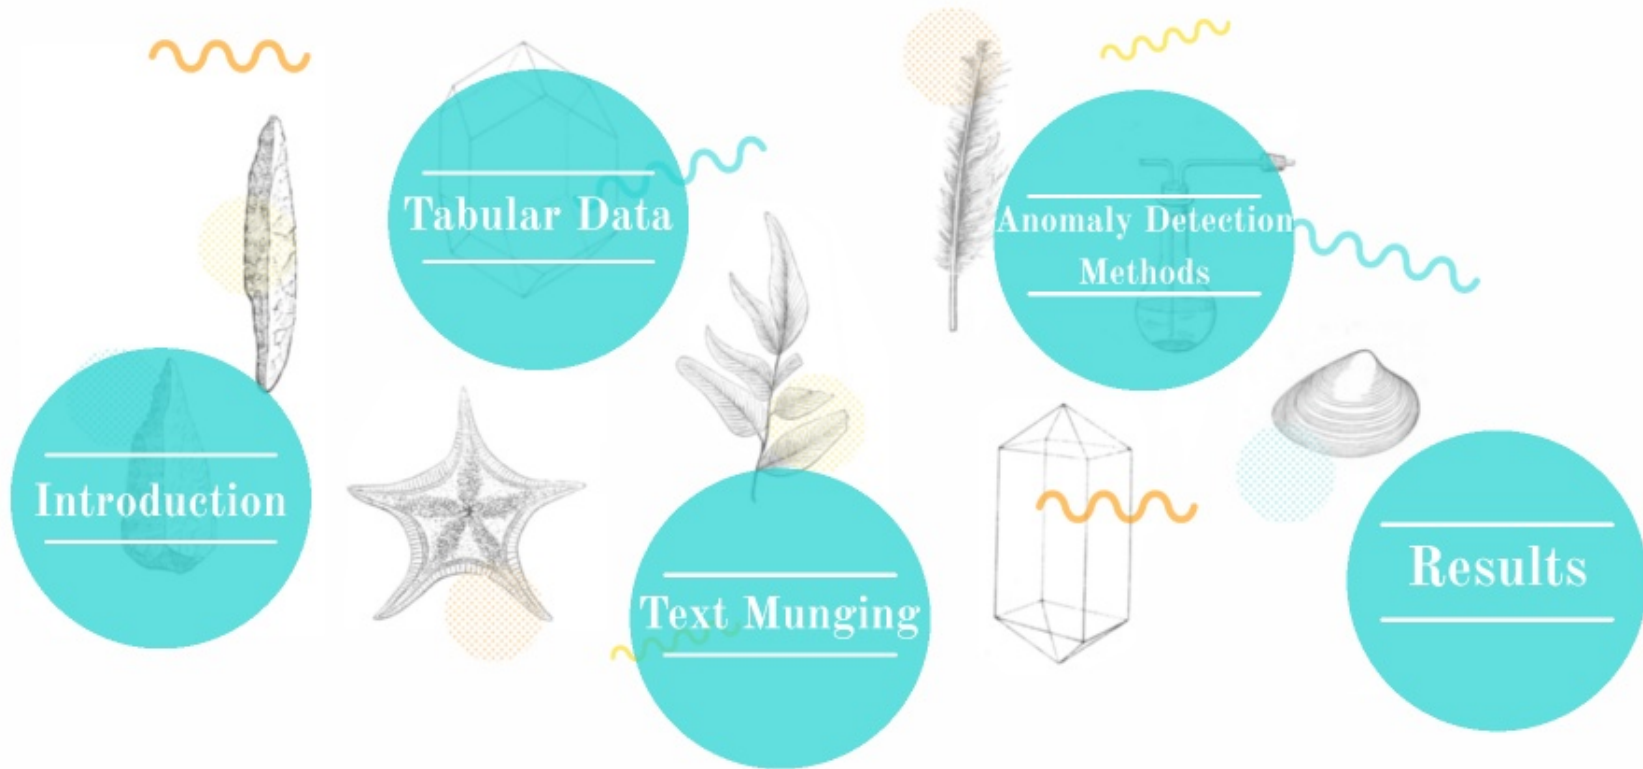 Introduction
Tabular Data
Text Munging
Anomaly Detection
Methods
Results